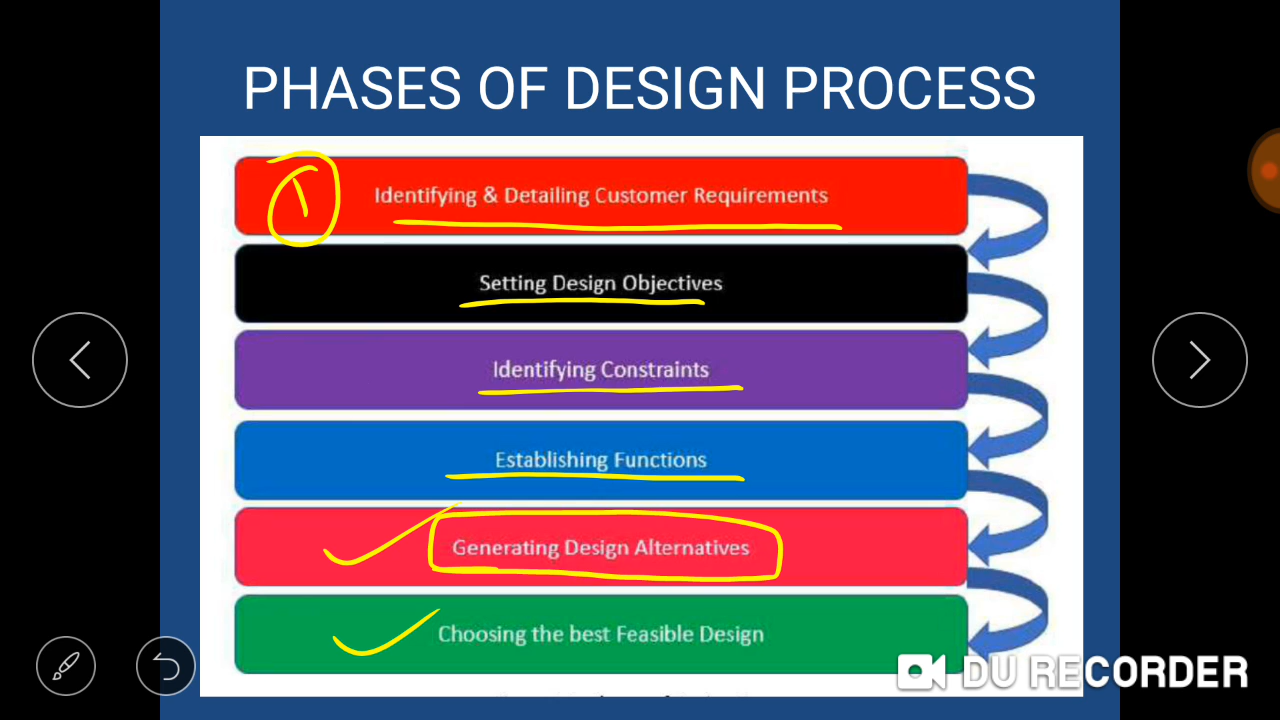 PHASES OF DESIGN PROCESS
1
Identifying & Detailing Customer Requirements
Setting Design Objectives
Identifying Constraints
Establishing Functions
Generating Design Alternatives
Choosing the best Feasible Design
DU RECORDER